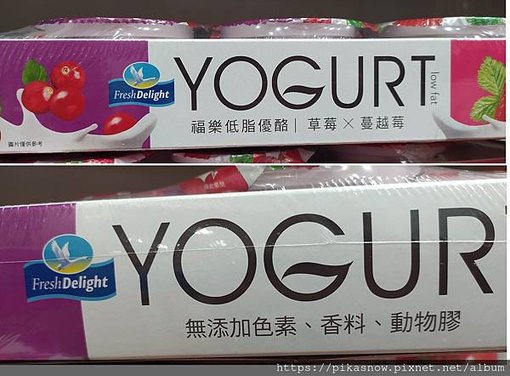 FreshDelight
YOGURT
low fat
福樂低脂優酪 | 草莓 × 蔓越莓
圖片僅供參考
FreshDelight
YOGUR
無添加色素、香料、動物膠
https://pikasnow.pixnet.net/album